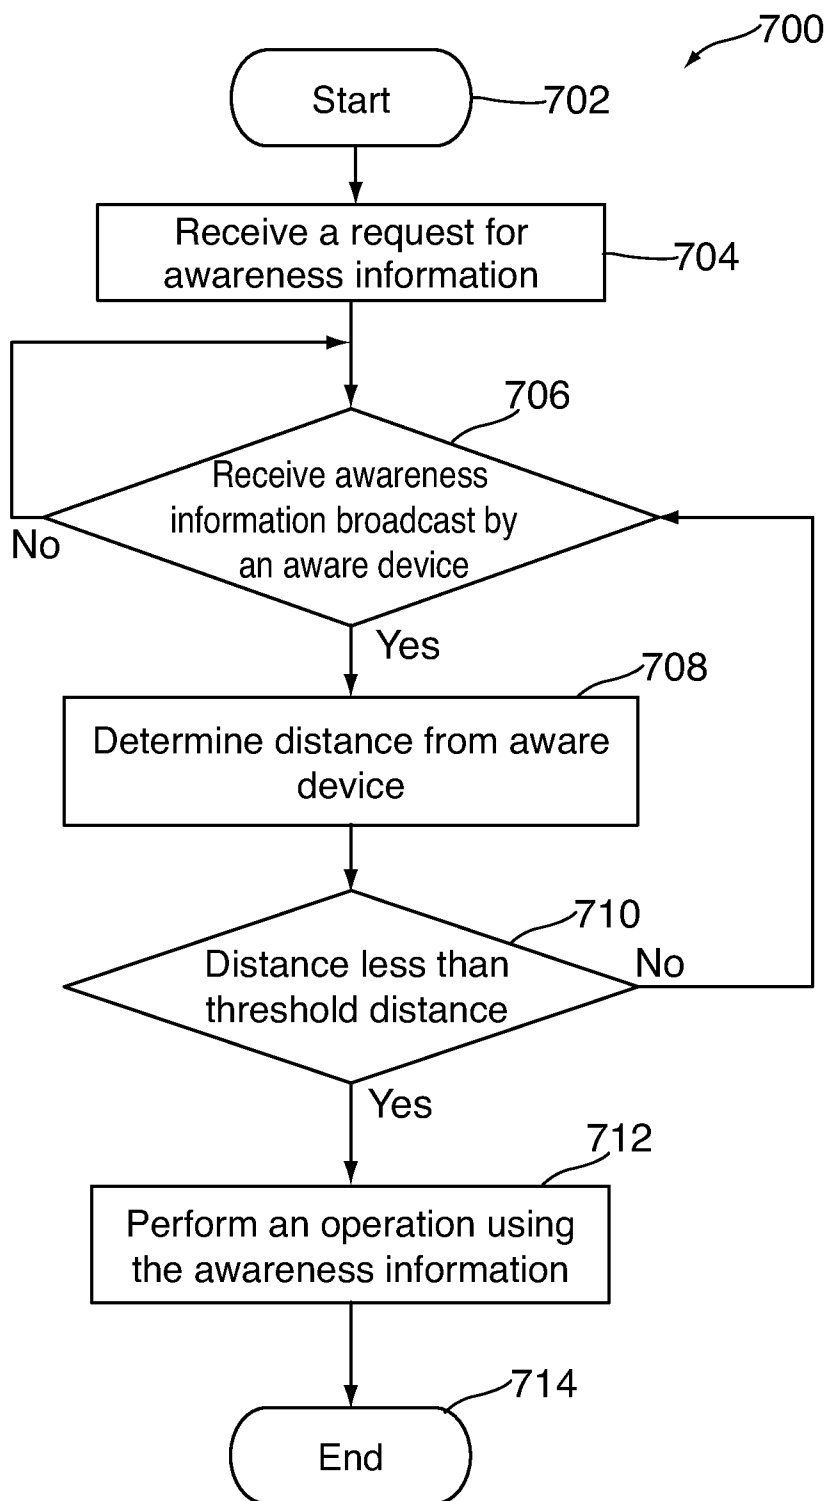 700
Start
702
Receive a request for
awareness information
704
706
Receive awareness
information broadcast by
an aware device
No
Yes
708
Determine distance from aware
device
710
Distance less than
threshold distance
No
Yes
712
Perform an operation using
the awareness information
714
End